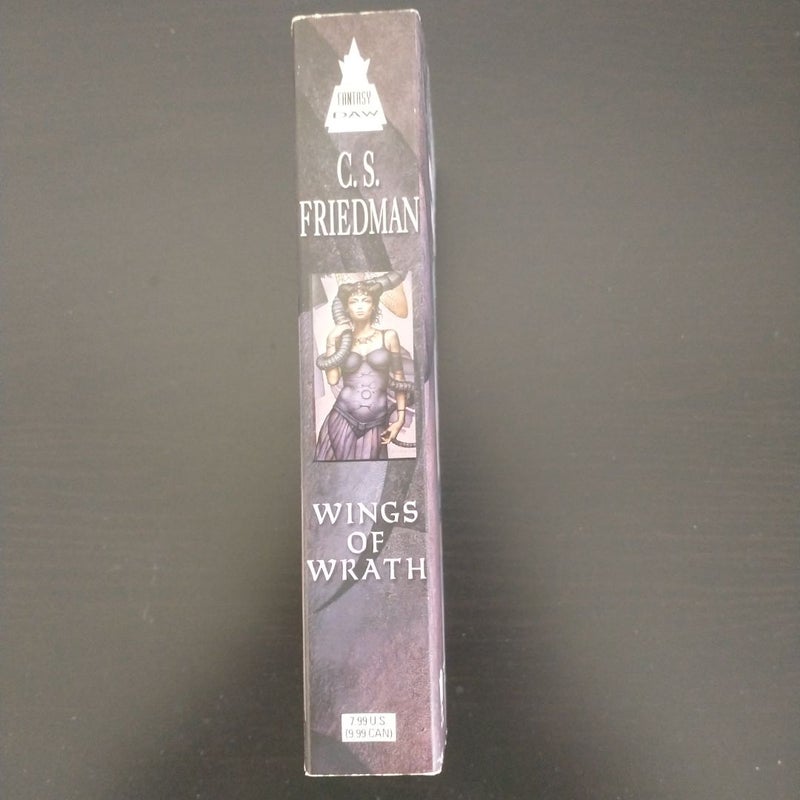 FANTASY
DAW
C. S.
FRIEDMAN
WINGS
OF
WRATH
7.99 U.S.
(9.99 CAN)